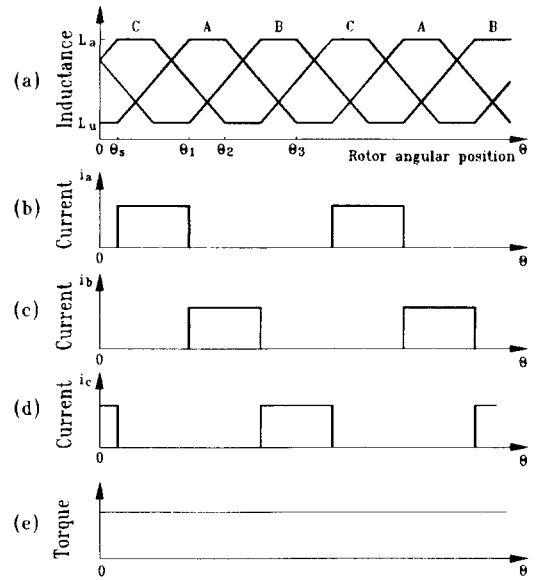 C A B C A B
(a) Inductance La Lu
0 θs θ1 θ2 θ3 Rotor angular position θ
(b) Current ia
0 θ
(c) Current ib
0 θ
(d) Current ic
0 θ
(e) Torque
0 θ